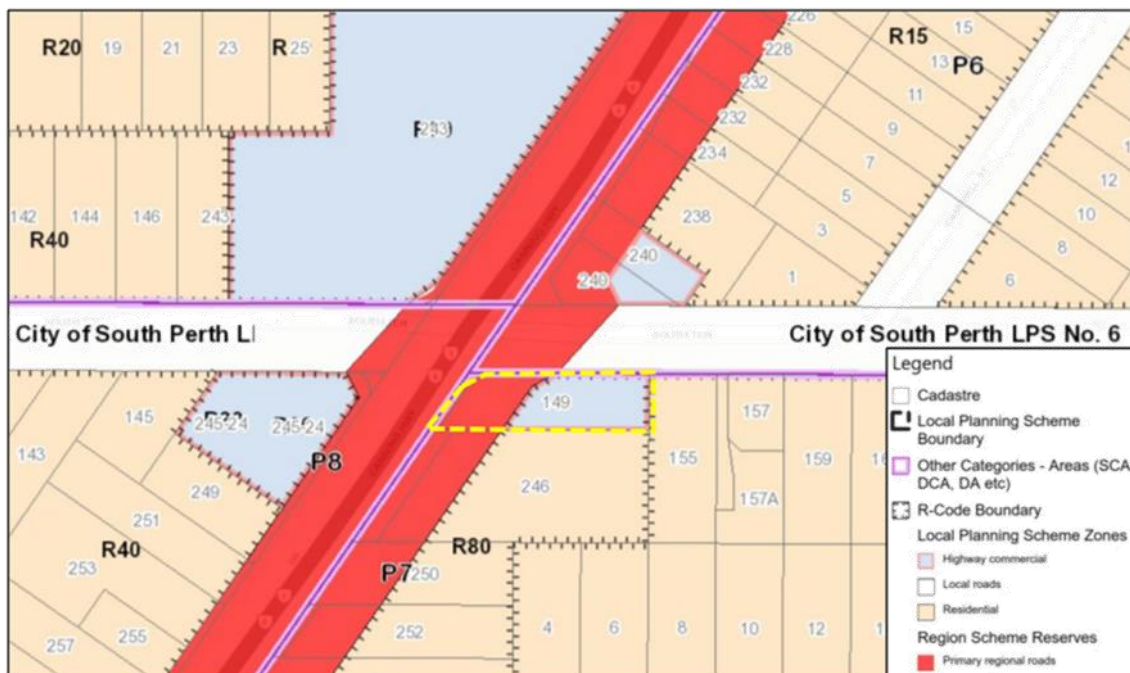 R20 19 21 23 R 25
226
R15 15
228 13 P6
232 11
232 9
234 7
142 144 146 243 R40
238 5 12
3 10
240 8
240 1 6
City of South Perth L
City of South Perth LPS No. 6
145 149 157
143 P8 155 159
249 246 157A
251
R40 R80
253 P7 250
257 255 252 4 6 8 10 12
Legend
Cadastre
Local Planning Scheme
Boundary
Other Categories - Areas (SCA
DCA, DA etc)
R-Code Boundary
Local Planning Scheme Zones
Highway commercial
Local roads
Residential
Region Scheme Reserves
Primary regional roads